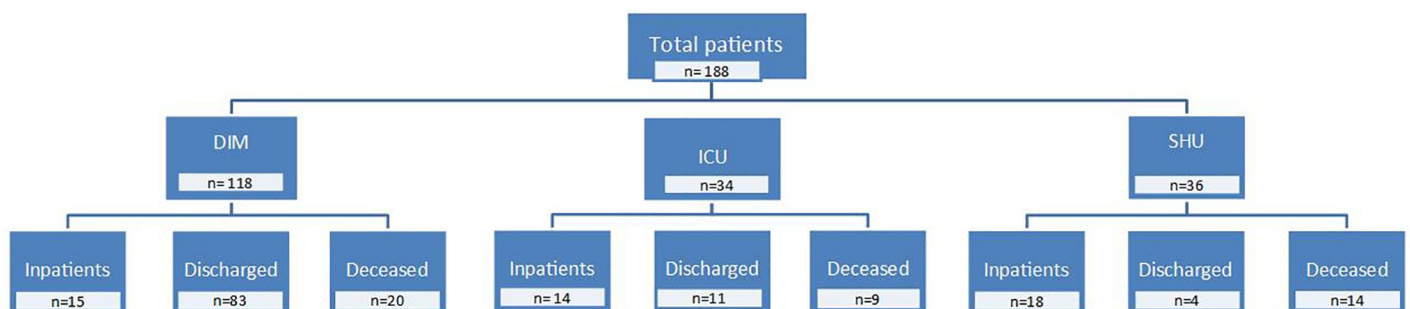 Total patients
n= 188
DIM
n= 118
ICU
n=34
SHU
n=36
Inpatients
n=15
Discharged
n=83
Deceased
n=20
Inpatients
n= 14
Discharged
n=11
Deceased
n=9
Inpatients
n=18
Discharged
n=4
Deceased
n=14